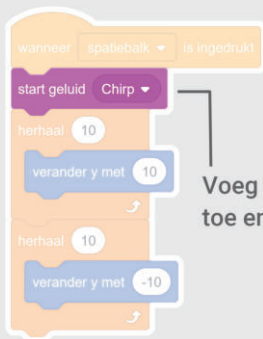 wanneer spatiebalk is ingedrukt
start geluid Chirp
herhaal 10
verander y met 10
herhaal 10
verander y met -10
Voeg
toe en